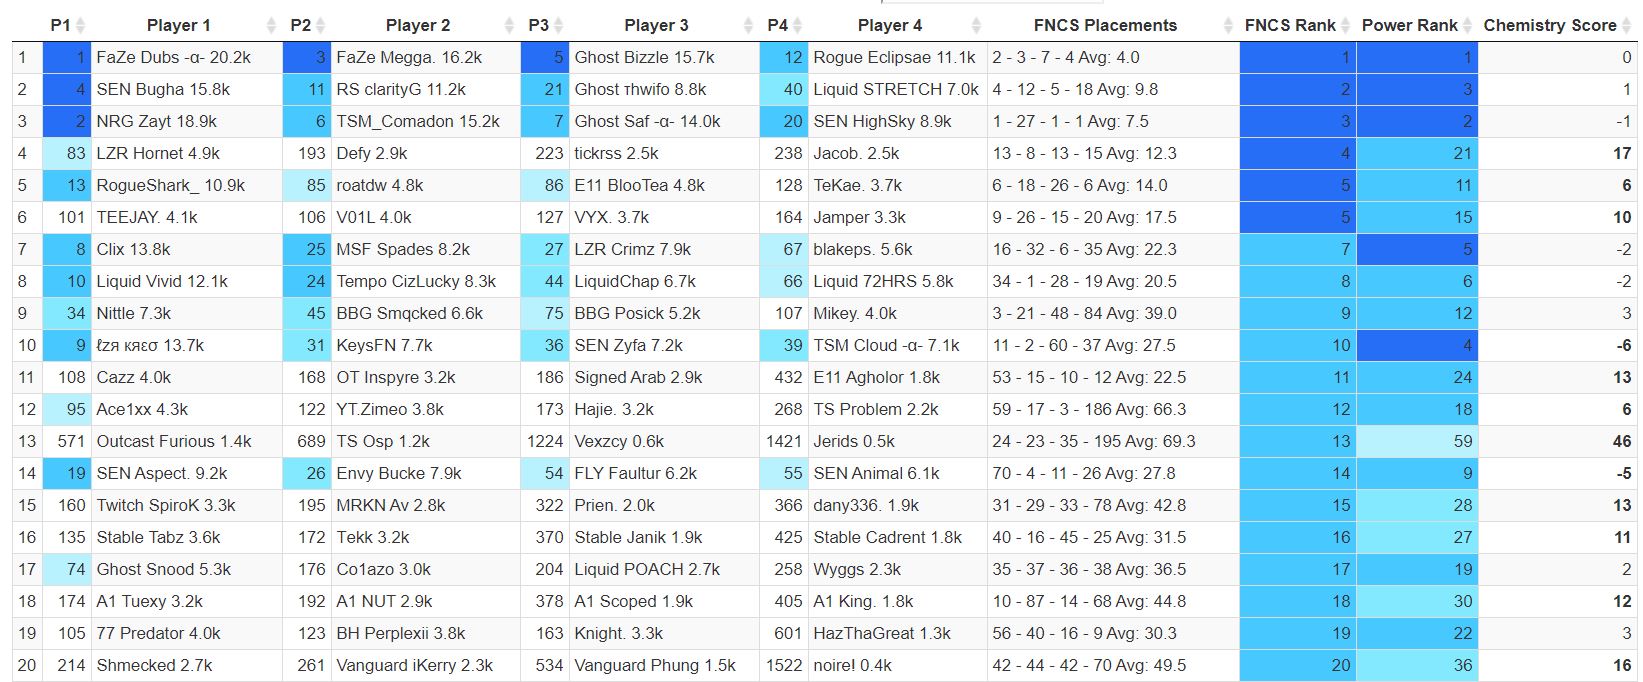 P1 Player 1 P2 Player 2 P3 Player 3 P4 Player 4 FNCS Placements FNCS Rank Power Rank Chemistry Score
1 1 FaZe Dubs -α- 20.2k 3 FaZe Megga. 16.2k 5 Ghost Bizzle 15.7k 12 Rogue Eclipsae 11.1k 2 - 3 - 7 - 4 Avg: 4.0 1 1 0
2 4 SEN Bugha 15.8k 11 RS clarityG 11.2k 21 Ghost тhwifo 8.8k 40 Liquid STRETCH 7.0k 4 - 12 - 5 - 18 Avg: 9.8 2 3 1
3 2 NRG Zayt 18.9k 6 TSM_Comadon 15.2k 7 Ghost Saf -α- 14.0k 20 SEN HighSky 8.9k 1 - 27 - 1 - 1 Avg: 7.5 3 2 -1
4 83 LZR Hornet 4.9k 193 Defy 2.9k 223 tickrss 2.5k 238 Jacob. 2.5k 13 - 8 - 13 - 15 Avg: 12.3 4 21 17
5 13 RogueShark_ 10.9k 85 roatdw 4.8k 86 E11 BlooTea 4.8k 128 TeKae. 3.7k 6 - 18 - 26 - 6 Avg: 14.0 5 11 6
6 101 TEEJAY. 4.1k 106 V01L 4.0k 127 VYX. 3.7k 164 Jamper 3.3k 9 - 26 - 15 - 20 Avg: 17.5 5 15 10
7 8 Clix 13.8k 25 MSF Spades 8.2k 27 LZR Crimz 7.9k 67 blakeps. 5.6k 16 - 32 - 6 - 35 Avg: 22.3 7 5 -2
8 10 Liquid Vivid 12.1k 24 Tempo CizLucky 8.3k 44 LiquidChap 6.7k 66 Liquid 72HRS 5.8k 34 - 1 - 28 - 19 Avg: 20.5 8 6 -2
9 34 Nittle 7.3k 45 BBG Smqcked 6.6k 75 BBG Posick 5.2k 107 Mikey. 4.0k 3 - 21 - 48 - 84 Avg: 39.0 9 12 3
10 9 ℓzя кяεσ 13.7k 31 KeysFN 7.7k 36 SEN Zyfa 7.2k 39 TSM Cloud -α- 7.1k 11 - 2 - 60 - 37 Avg: 27.5 10 4 -6
11 108 Cazz 4.0k 168 OT Inspyre 3.2k 186 Signed Arab 2.9k 432 E11 Agholor 1.8k 53 - 15 - 10 - 12 Avg: 22.5 11 24 13
12 95 Ace1xx 4.3k 122 YT.Zimeo 3.8k 173 Hajie. 3.2k 268 TS Problem 2.2k 59 - 17 - 3 - 186 Avg: 66.3 12 18 6
13 571 Outcast Furious 1.4k 689 TS Osp 1.2k 1224 Vexzcy 0.6k 1421 Jerids 0.5k 24 - 23 - 35 - 195 Avg: 69.3 13 59 46
14 19 SEN Aspect. 9.2k 26 Envy Bucke 7.9k 54 FLY Faultur 6.2k 55 SEN Animal 6.1k 70 - 4 - 11 - 26 Avg: 27.8 14 9 -5
15 160 Twitch SpiroK 3.3k 195 MRKN Av 2.8k 322 Prien. 2.0k 366 dany336. 1.9k 31 - 29 - 33 - 78 Avg: 42.8 15 28 13
16 135 Stable Tabz 3.6k 172 Tekk 3.2k 370 Stable Janik 1.9k 425 Stable Cadrent 1.8k 40 - 16 - 45 - 25 Avg: 31.5 16 27 11
17 74 Ghost Snood 5.3k 176 Co1azo 3.0k 204 Liquid POACH 2.7k 258 Wyggs 2.3k 35 - 37 - 36 - 38 Avg: 36.5 17 19 2
18 174 A1 Tuexy 3.2k 192 A1 NUT 2.9k 378 A1 Scoped 1.9k 405 A1 King. 1.8k 10 - 87 - 14 - 68 Avg: 44.8 18 30 12
19 105 77 Predator 4.0k 123 BH Perplexii 3.8k 163 Knight. 3.3k 601 HazThaGreat 1.3k 56 - 40 - 16 - 9 Avg: 30.3 19 22 3
20 214 Shmecked 2.7k 261 Vanguard iKerry 2.3k 534 Vanguard Phung 1.5k 1522 noirel 0.4k 42 - 44 - 42 - 70 Avg: 49.5 20 36 16